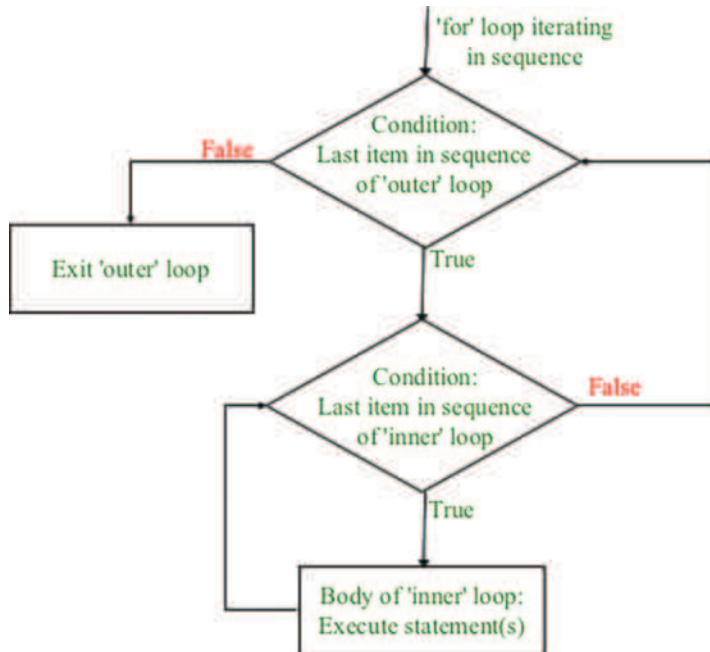 'for' loop iterating
in sequence
Condition:
Last item in sequence
of 'outer' loop
False
Exit 'outer' loop
True
Condition:
Last item in sequence
of 'inner' loop
False
True
Body of 'inner' loop:
Execute statement(s)